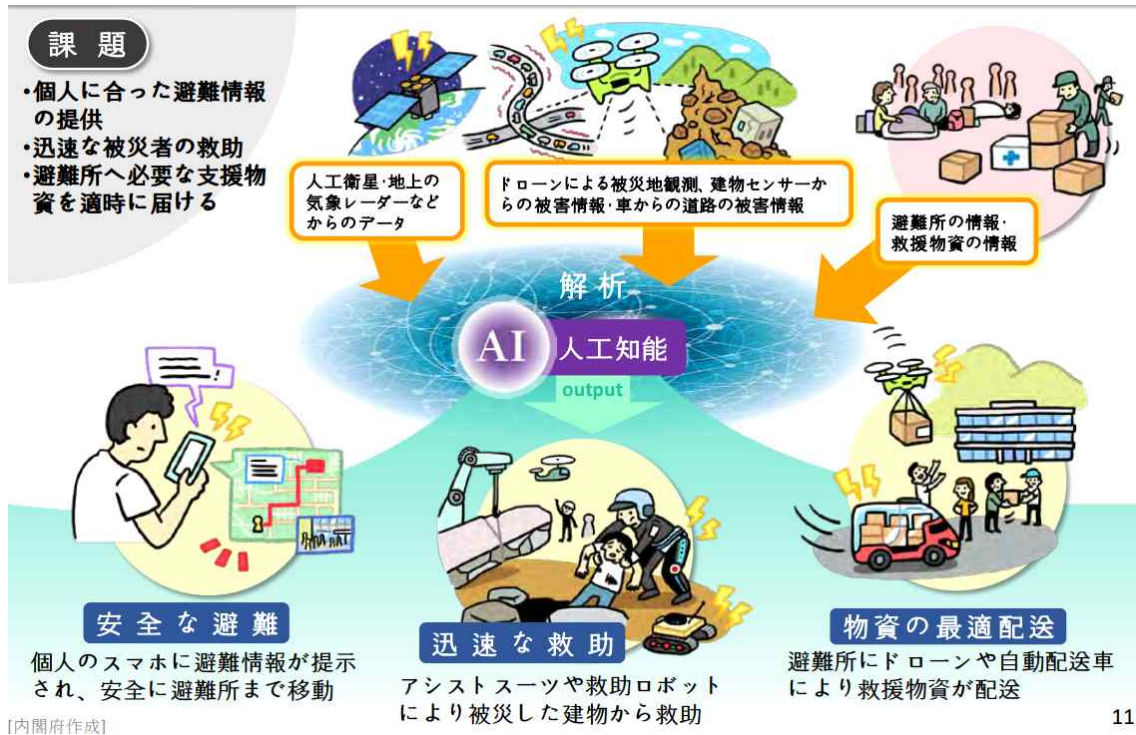 課題
・個人に合った避難情報
の提供
・迅速な被災者の救助
・避難所へ必要な支援物
資を適時に届ける
人工衛星・地上の
気象レーダーなど
からのデータ
ドローンによる被災地観測、建物センサーか
らの被害情報・車からの道路の被害情報
避難所の情報・
救援物資の情報
解析
AI 人工知能
output
安全な避難
個人のスマホに避難情報が提示
され、安全に避難所まで移動
迅速な救助
アシストスーツや救助ロボット
により被災した建物から救助
物資の最適配送
避難所にドローンや自動配送車
により救援物資が配送
[内閣府作成]
11